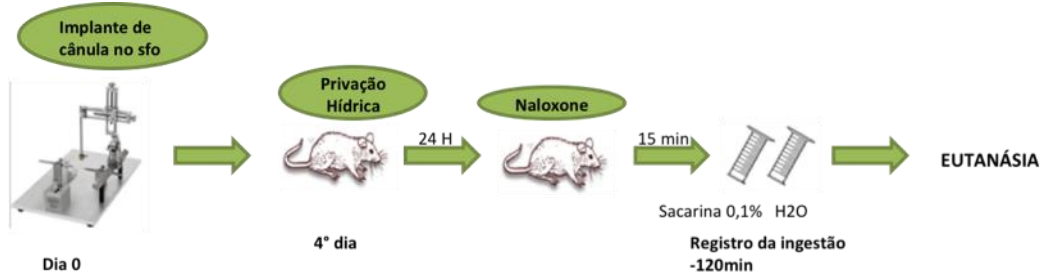 Implante de
cânula no sfo
Privação
Hídrica
Naloxone
24 H
15 min
EUTANÁSIA
Sacarina 0,1% H2O
4° dia
Registro da ingestão
-120min
Dia 0